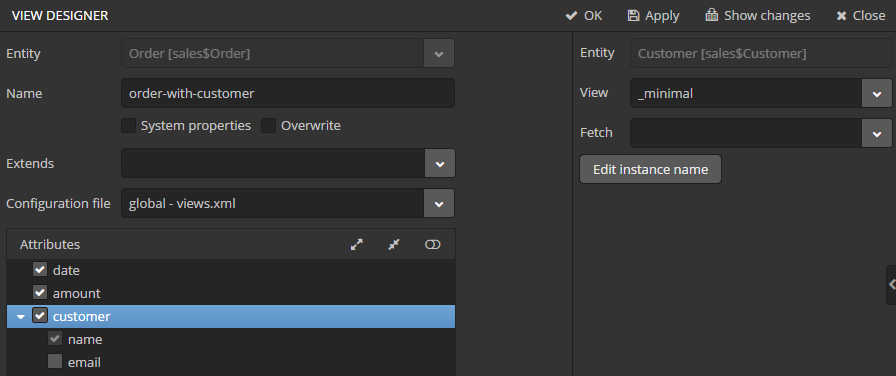 VIEW DESIGNER
OK
Apply
Show changes
Close
Entity
Order [sales$Order]
Name
order-with-customer
System properties
Overwrite
Extends
Configuration file
global - views.xml
Attributes
date
amount
customer
name
email
Entity
Customer [sales$Customer]
View
_minimal
Fetch
Edit instance name